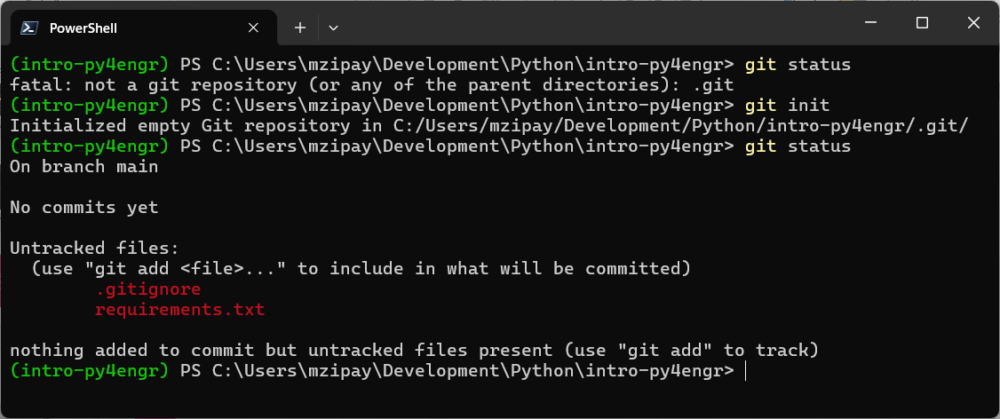 PowerShell
(intro-py4engr) PS C:\Users\mzipay\Development\Python\intro-py4engr> git status
fatal: not a git repository (or any of the parent directories): .git
(intro-py4engr) PS C:\Users\mzipay\Development\Python\intro-py4engr> git init
Initialized empty Git repository in C:/Users/mzipay/Development/Python/intro-py4engr/.git/
(intro-py4engr) PS C:\Users\mzipay\Development\Python\intro-py4engr> git status
On branch main

No commits yet

Untracked files:
  (use "git add <file>..." to include in what will be committed)
        .gitignore
        requirements.txt

nothing added to commit but untracked files present (use "git add" to track)
(intro-py4engr) PS C:\Users\mzipay\Development\Python\intro-py4engr>